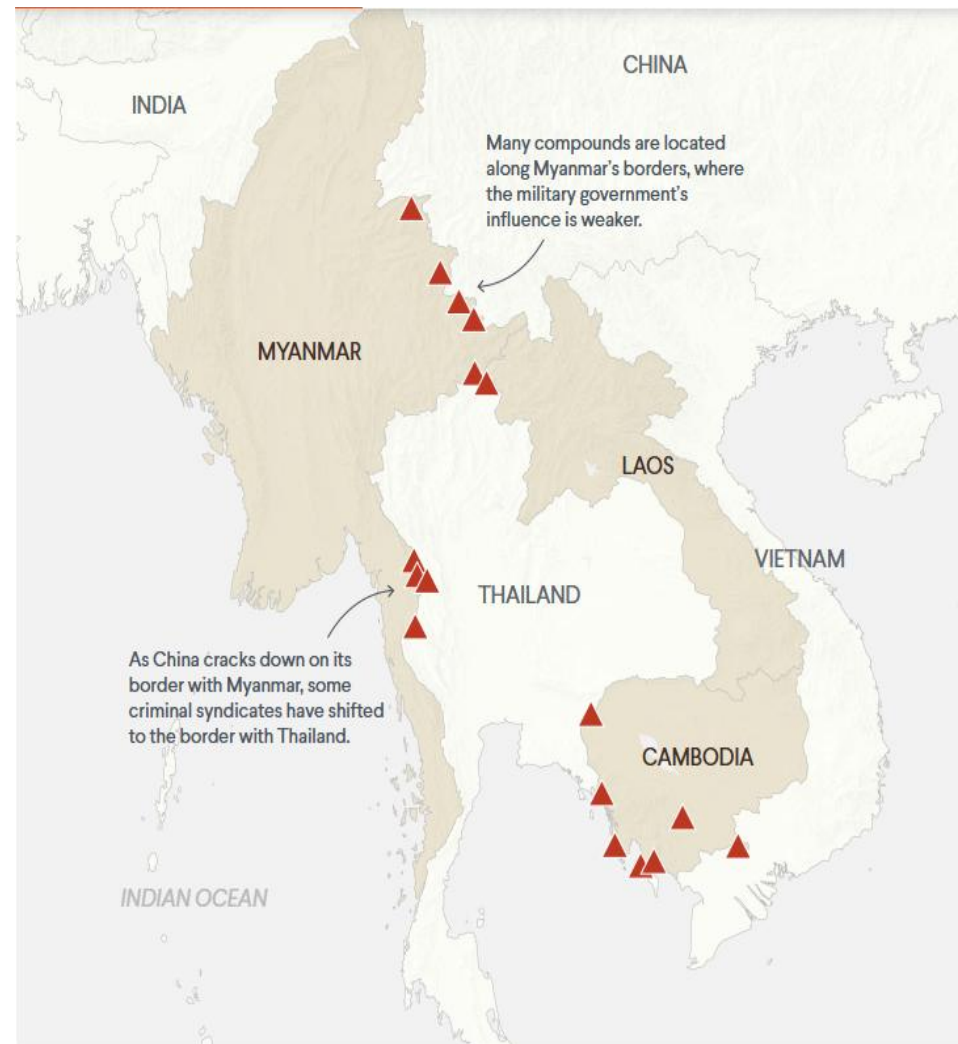 CHINA
INDIA
Many compounds are located
along Myanmar's borders, where
the military government's
influence is weaker.
MYANMAR
LAOS
VIETNAM
THAILAND
As China cracks down on its
border with Myanmar, some
criminal syndicates have shifted
to the border with Thailand.
CAMBODIA
INDIAN OCEAN